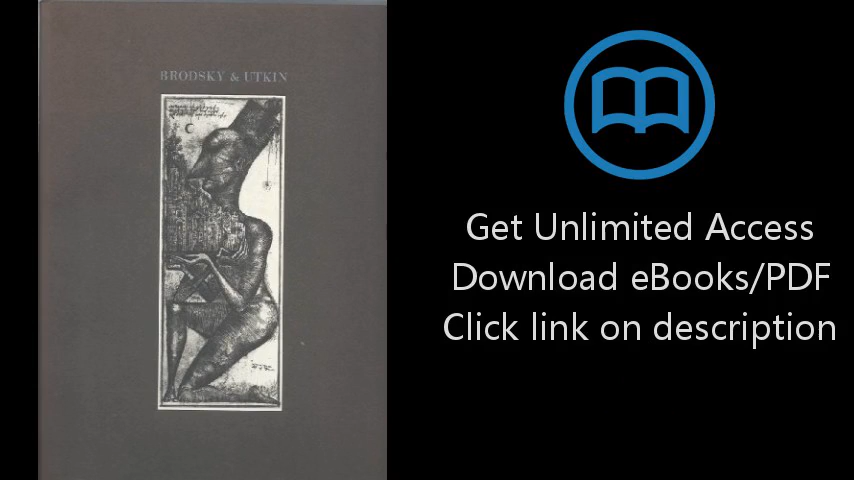 BRODSKY & UTKIN
Get Unlimited Access
Download eBooks/PDF
Click link on description